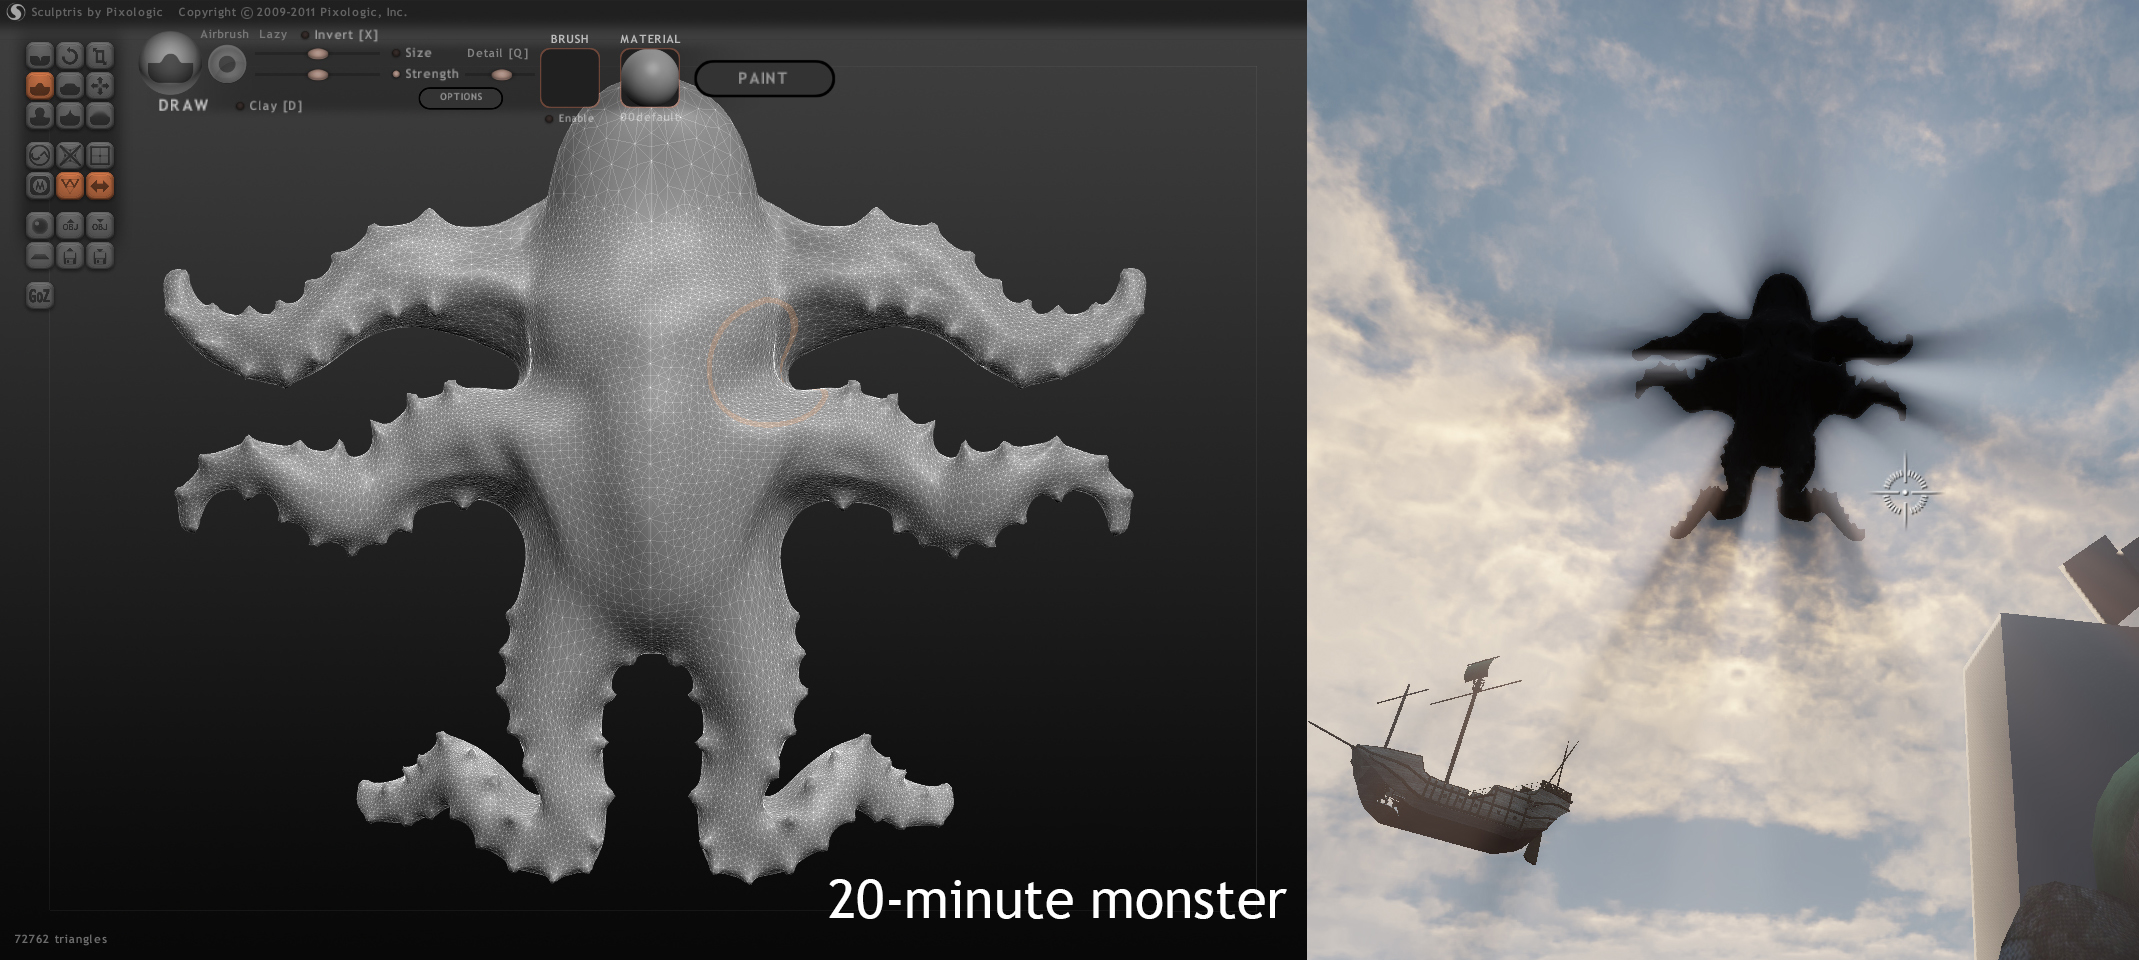 Sculptris by Pixologic Copyright © 2009-2011 Pixologic, Inc.
Airbrush Lazy Invert [X]
BRUSH MATERIAL
Size Detail [Q]
Strength
PAINT
OPTIONS
DRAW Clay [D]
Enable 00default
OBJ OBJ
GoZ
20-minute monster
72762 triangles